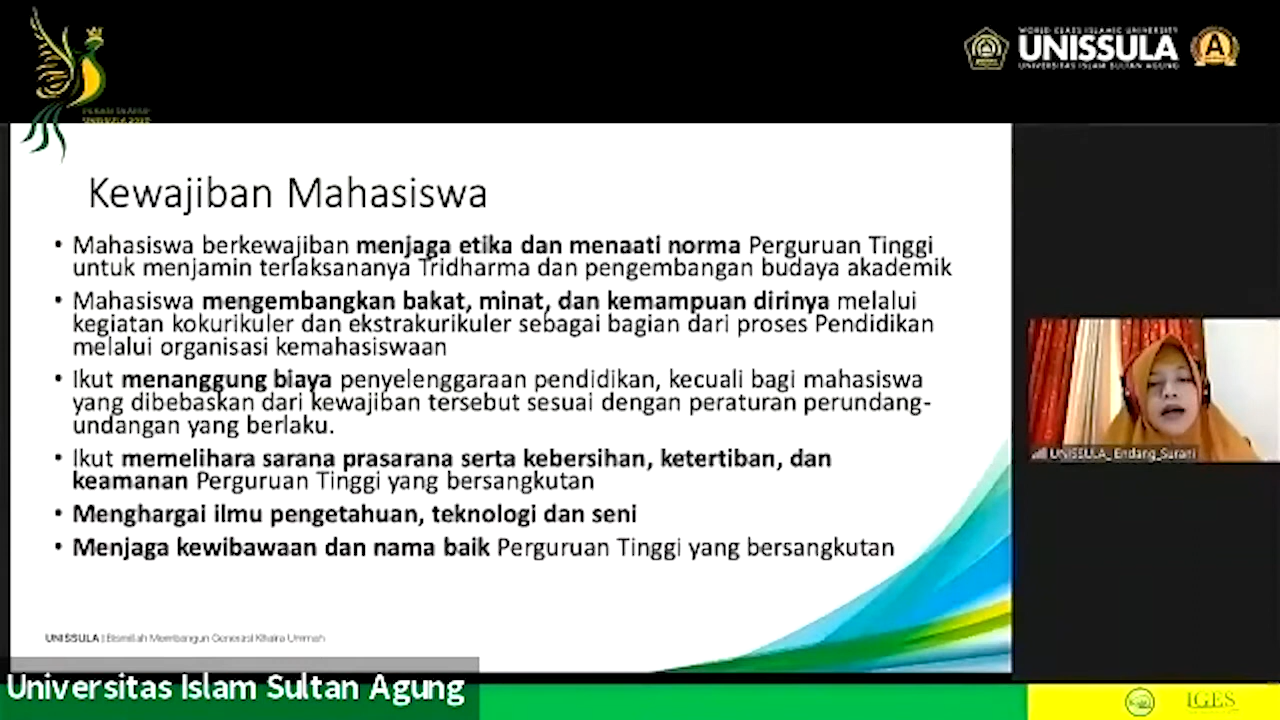 WORLD CLASS ISLAMIC UNIVERSITY
UNISSULA
UNIVERSITAS ISLAM SULTAN AGUNG
A
Kewajiban Mahasiswa
• Mahasiswa berkewajiban menjaga etika dan menaati norma Perguruan Tinggi
untuk menjamin terlaksananya Tridharma dan pengembangan budaya akademik
• Mahasiswa mengembangkan bakat, minat, dan kemampuan dirinya melalui
kegiatan kokurikuler dan ekstrakurikuler sebagai bagian dari proses Pendidikan
melalui organisasi kemahasiswaan
• Ikut menanggung biaya penyelenggaraan pendidikan, kecuali bagi mahasiswa
yang dibebaskan dari kewajiban tersebut sesuai dengan peraturan perundang-
undangan yang berlaku.
• Ikut memelihara sarana prasarana serta kebersihan, ketertiban, dan
keamanan Perguruan Tinggi yang bersangkutan
• Menghargai ilmu pengetahuan, teknologi dan seni
• Menjaga kewibawaan dan nama baik Perguruan Tinggi yang bersangkutan
UNISSULA_ Endang_Surani
UNISSULA | Bismillah Membangun Generasi Khaira Ummah
Universitas Islam Sultan Agung
IGES